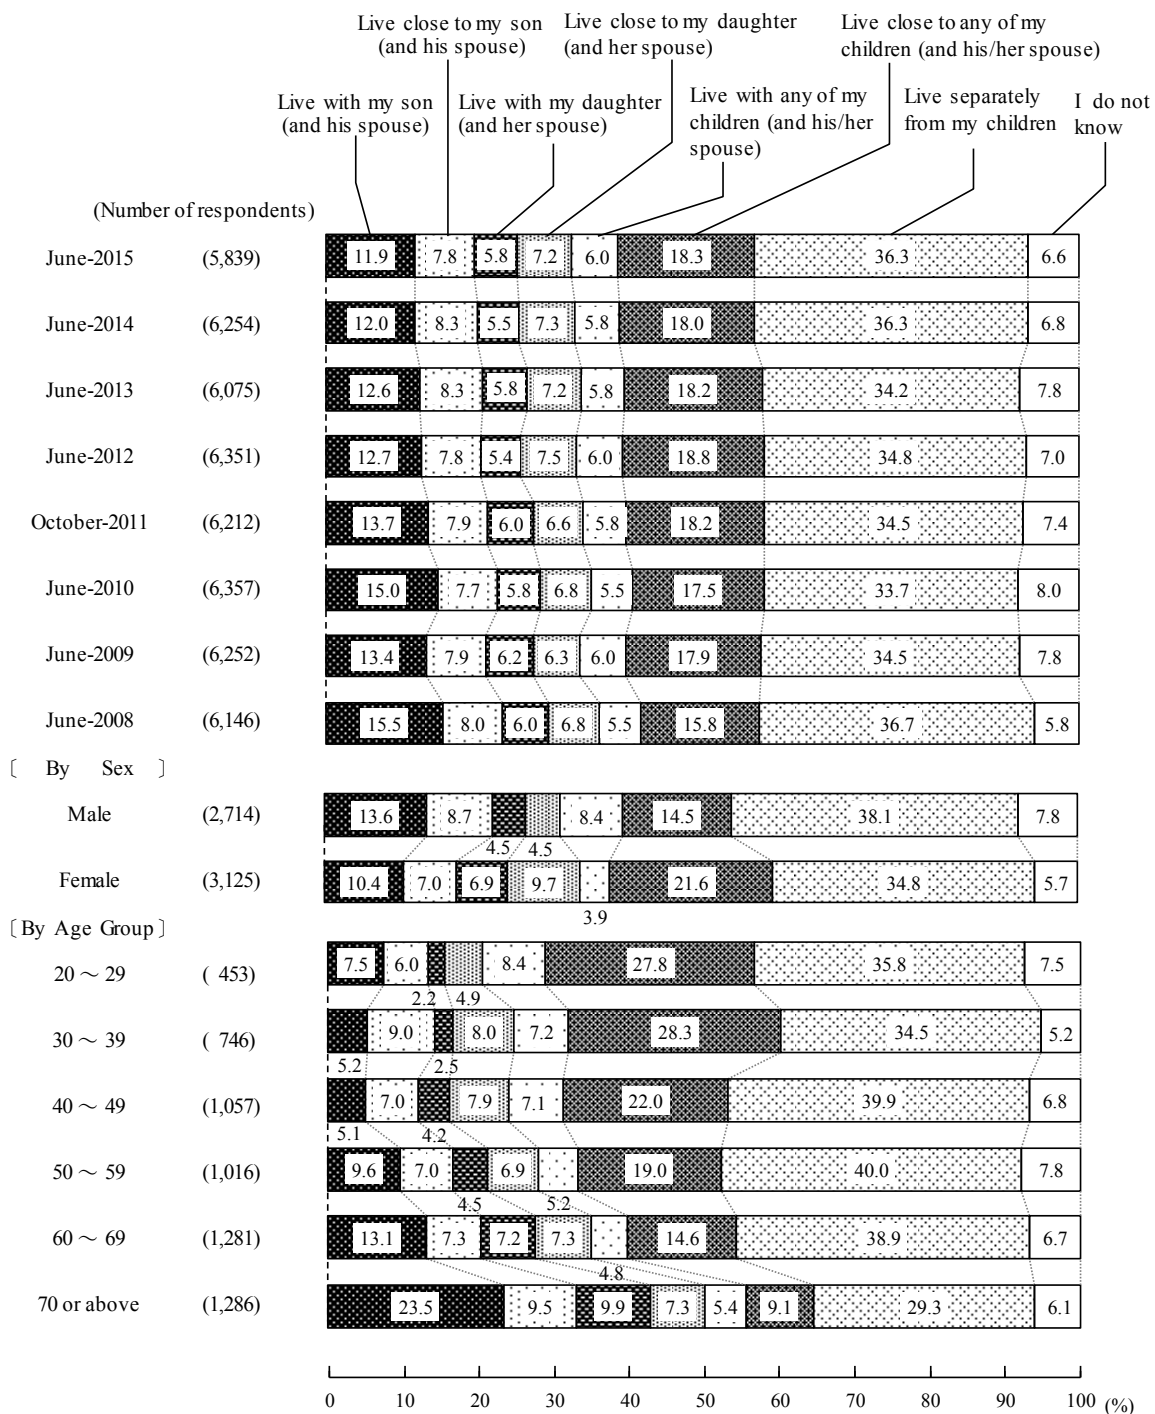 Live close to my son
(and his spouse)
Live close to my daughter
(and her spouse)
Live close to any of my
children (and his/her spouse)
Live with my son
(and his spouse)
Live with my daughter
(and her spouse)
Live with any of my
children (and his/her
spouse)
Live separately
from my children
I do not
know
(Number of respondents)
June-2015 (5,839) 11.9 7.8 5.8 7.2 6.0 18.3 36.3 6.6
June-2014 (6,254) 12.0 8.3 5.5 7.3 5.8 18.0 36.3 6.8
June-2013 (6,075) 12.6 8.3 5.8 7.2 5.8 18.2 34.2 7.8
June-2012 (6,351) 12.7 7.8 5.4 7.5 6.0 18.8 34.8 7.0
October-2011 (6,212) 13.7 7.9 6.0 6.6 5.8 18.2 34.5 7.4
June-2010 (6,357) 15.0 7.7 5.8 6.8 5.5 17.5 33.7 8.0
June-2009 (6,252) 13.4 7.9 6.2 6.3 6.0 17.9 34.5 7.8
June-2008 (6,146) 15.5 8.0 6.0 6.8 5.5 15.8 36.7 5.8
〔 By Sex 〕
Male (2,714) 13.6 8.7 8.4 14.5 38.1 7.8
4.5 4.5
Female (3,125) 10.4 7.0 6.9 9.7 21.6 34.8 5.7
3.9
〔By Age Group〕
20～29 ( 453) 7.5 6.0 8.4 27.8 35.8 7.5
2.2 4.9
30～39 ( 746) 9.0 8.0 7.2 28.3 34.5 5.2
5.2 2.5
40～49 (1,057) 7.0 7.9 7.1 22.0 39.9 6.8
5.1 4.2
50～59 (1,016) 9.6 7.0 6.9 19.0 40.0 7.8
4.5 5.2
60～69 (1,281) 13.1 7.3 7.2 7.3 14.6 38.9 6.7
4.8
70 or above (1,286) 23.5 9.5 9.9 7.3 5.4 9.1 29.3 6.1
0 10 20 30 40 50 60 70 80 90 100 (%)